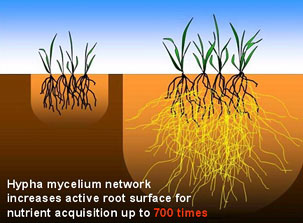 Hypha mycelium network
increases active root surface for
nutrient acquisition up to 700 times